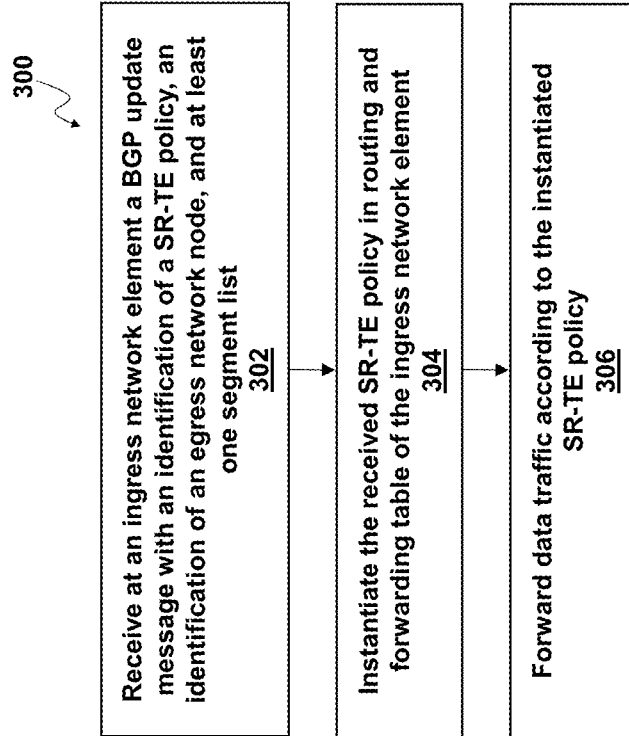 300
Receive at an ingress network element a BGP update
message with an identification of a SR-TE policy, an
identification of an egress network node, and at least
one segment list
302
Instantiate the received SR-TE policy in routing and
forwarding table of the ingress network element
304
Forward data traffic according to the instantiated
SR-TE policy
306